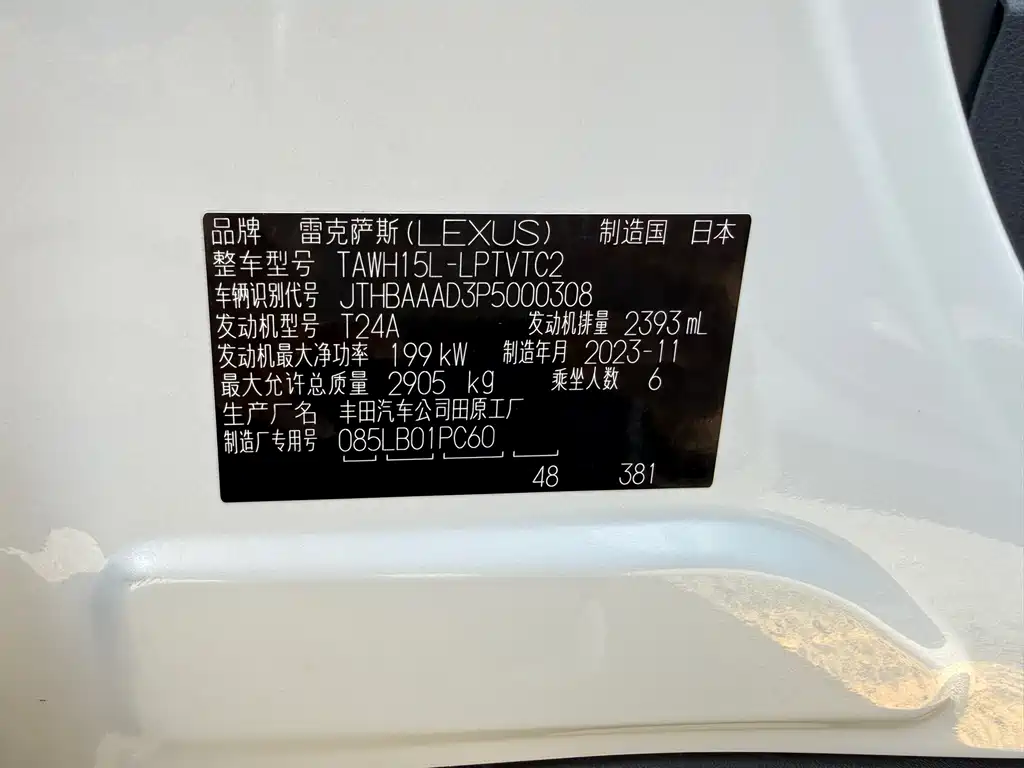 品牌 雷克萨斯(LEXUS) 制造国 日本
整车型号 TAWH15L-LPTVTC2
车辆识别代号 JTHBAAAD3P5000308
发动机型号 T24A 发动机排量 2393 mL
发动机最大净功率 199 kW 制造年月 2023-11
最大允许总质量 2905 kg 乘坐人数 6
生产厂名 丰田汽车公司田原工厂
制造厂专用号 085LB01PC60
48 381